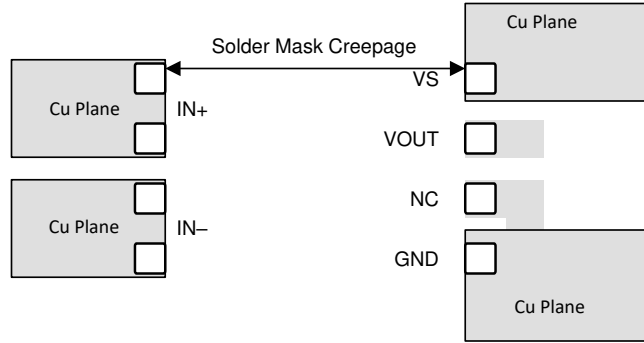 Cu Plane
Solder Mask Creepage
VS
Cu Plane
IN+
VOUT
NC
Cu Plane
IN–
GND
Cu Plane